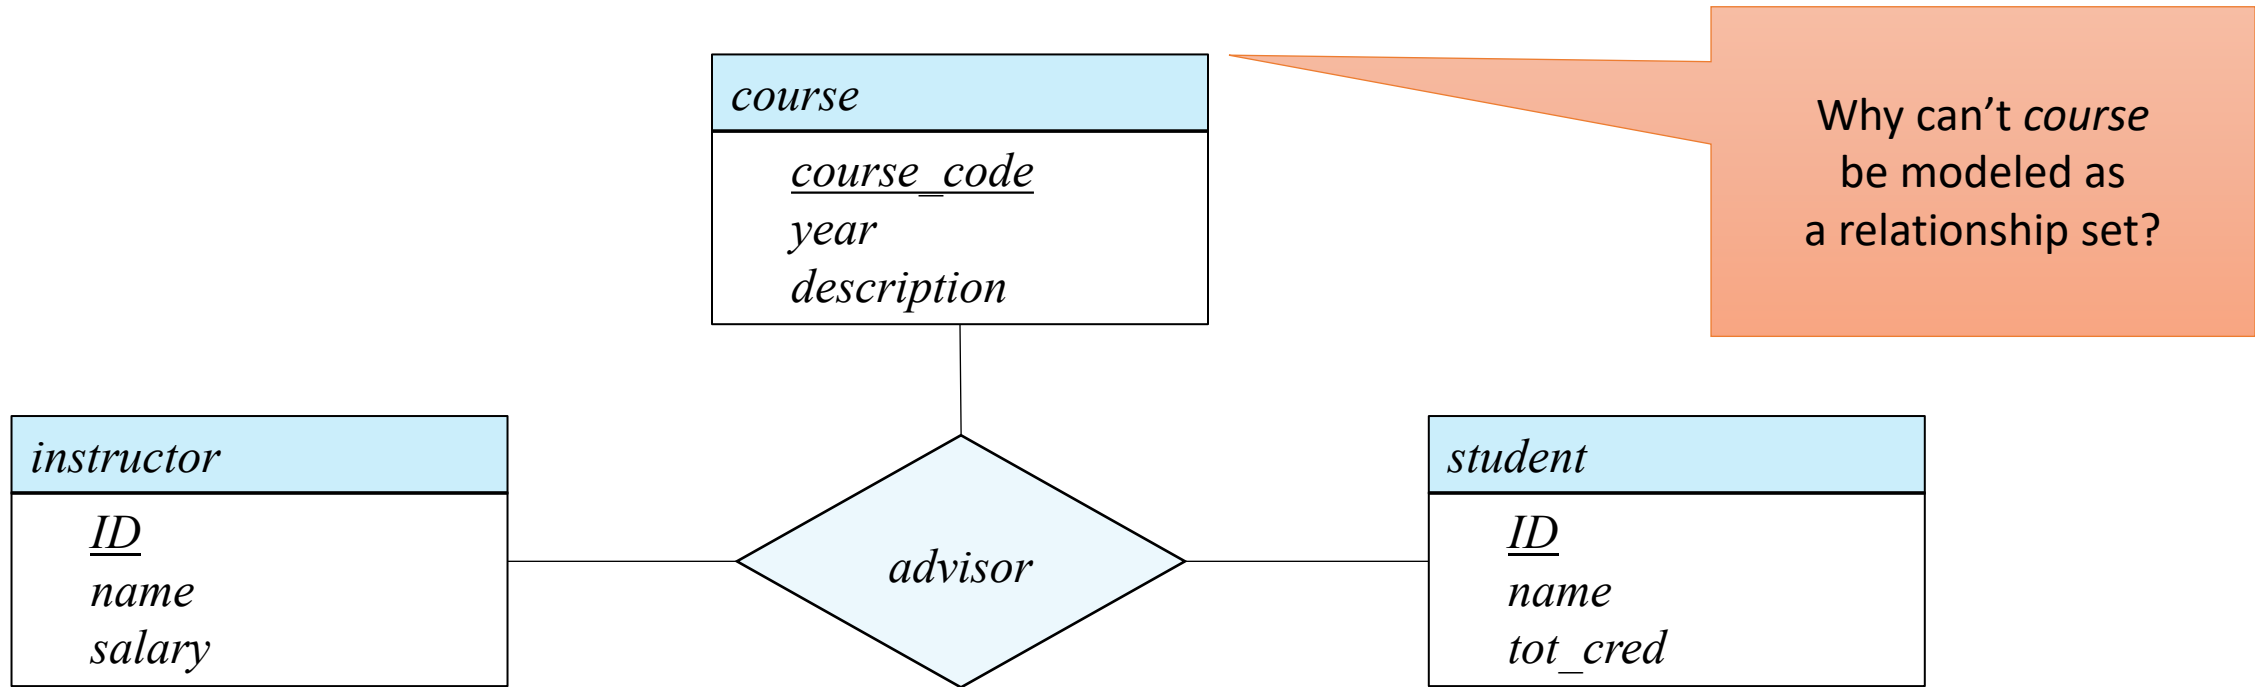 course
course_code
year
description
Why can’t course
be modeled as
a relationship set?
instructor
ID
name
salary
advisor
student
ID
name
tot_cred